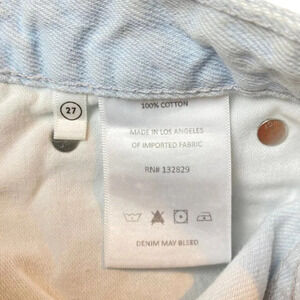 100% COTTON
27
MADE IN LOS ANGELES
OF IMPORTED FABRIC
RN# 132829
DENIM MAY BLEED